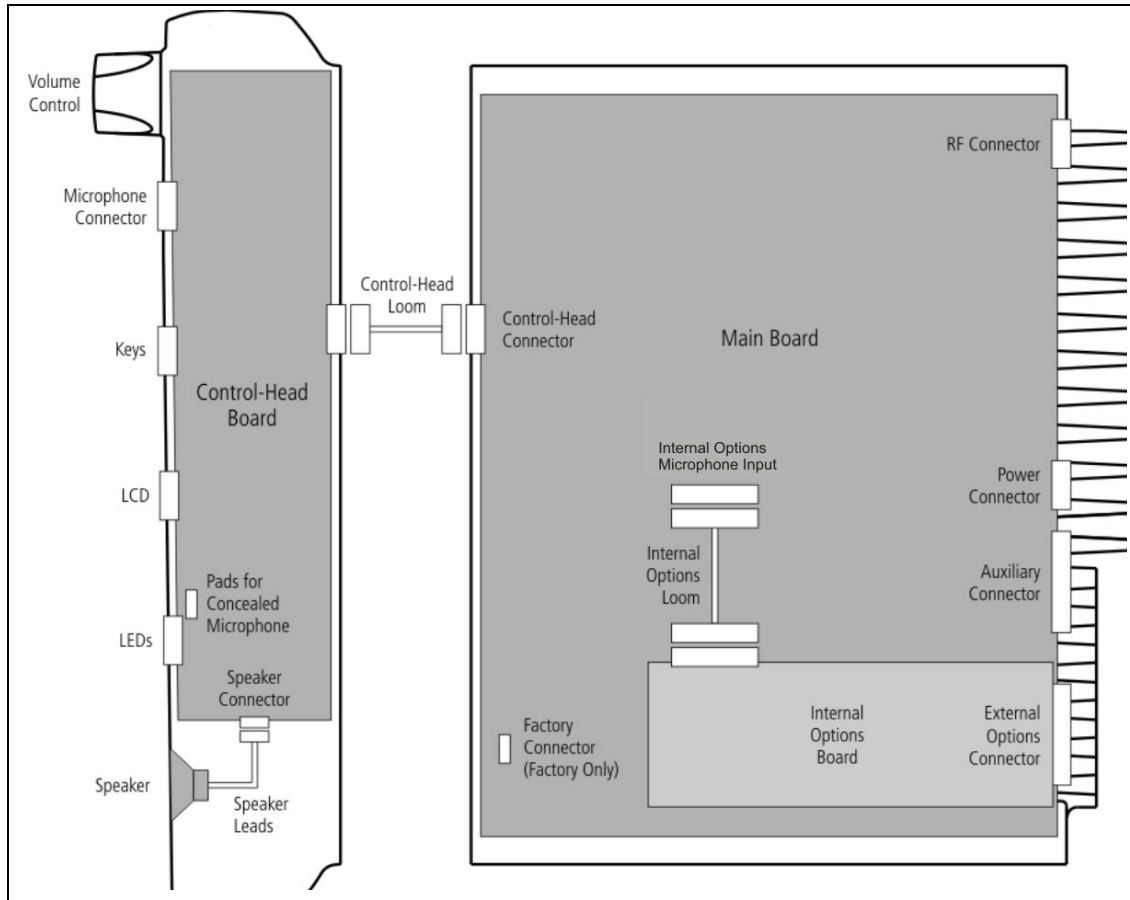 Volume
Control
Microphone
Connector
Keys
LCD
LEDs
Speaker
Control-Head
Board
Pads for
Concealed
Microphone
Speaker
Connector
Speaker
Leads
Control-Head
Loom
Control-Head
Connector
Main Board
RF Connector
Internal Options
Microphone Input
Internal
Options
Loom
Power
Connector
Auxiliary
Connector
Factory
Connector
(Factory Only)
Internal
Options
Board
External
Options
Connector